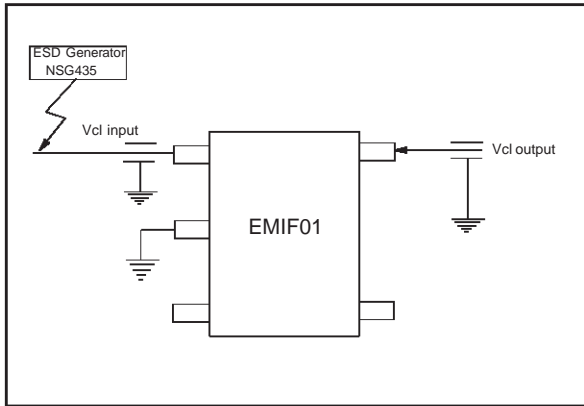 ESD Generator
NSG435
Vcl input
Vcl output
EMIF01